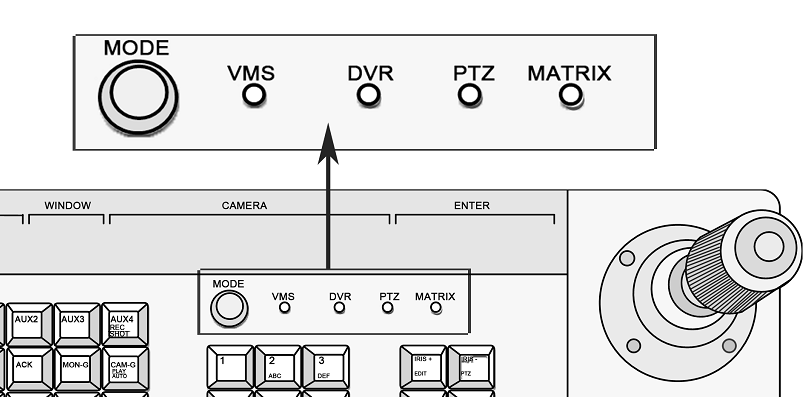 MODE
VMS DVR PTZ MATRIX
WINDOW CAMERA ENTER
MODE
VMS DVR PTZ MATRIX
AUX2 AUX3 AUX4
REC
SHOT
ACK MON-G CAM-G
PLAY
AUTO
1 2 3
ABC DEF
IRIS + IRIS -
EDIT PTZ